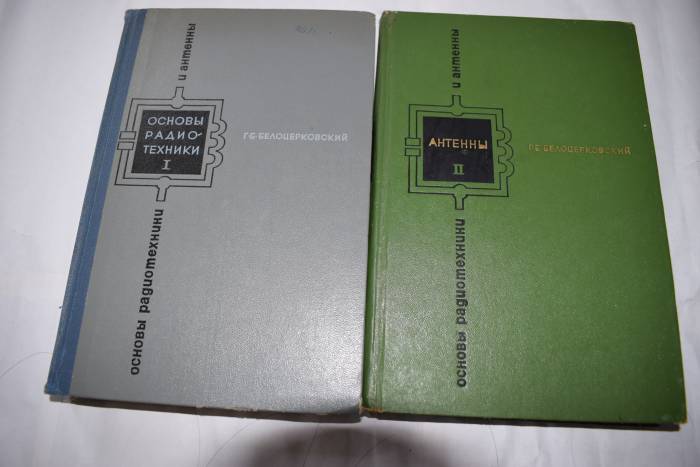 основы радиотехники и антенны
ОСНОВЫ
РАДИО-
ТЕХНИКИ
I
Г.Б. БЕЛОЦЕРКОВСКИЙ
основы радиотехники и антенны
АНТЕННЫ
II
Г.Б. БЕЛОЦЕРКОВСКИЙ